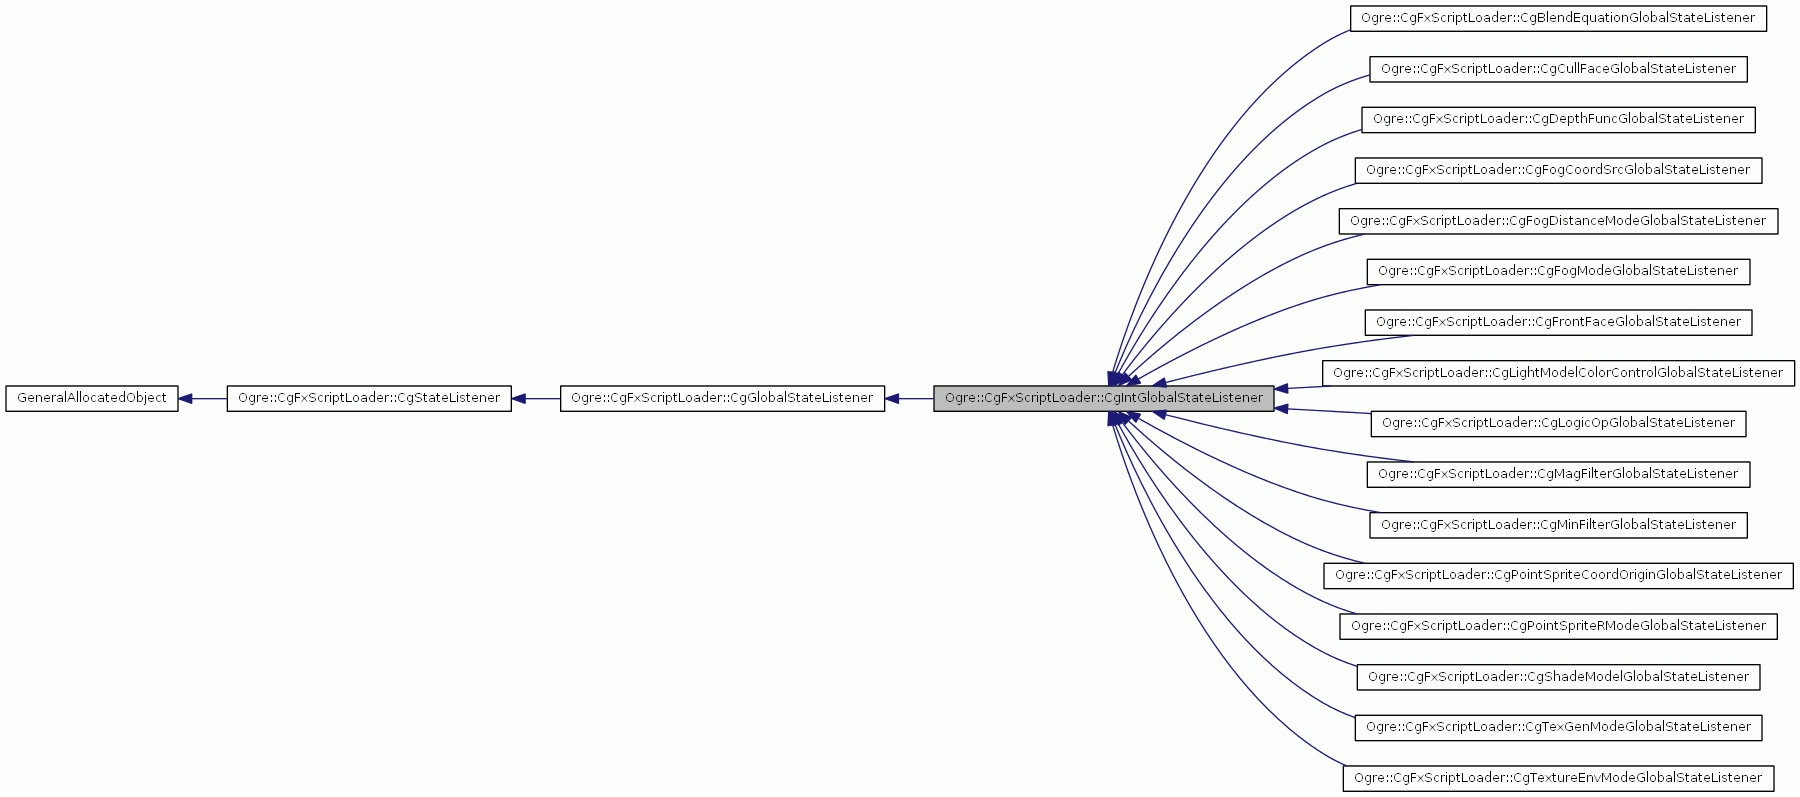 Ogre::CgFxScriptLoader::CgBlendEquationGlobalStateListener
Ogre::CgFxScriptLoader::CgCullFaceGlobalStateListener
Ogre::CgFxScriptLoader::CgDepthFuncGlobalStateListener
Ogre::CgFxScriptLoader::CgFogCoordSrcGlobalStateListener
Ogre::CgFxScriptLoader::CgFogDistanceModeGlobalStateListener
Ogre::CgFxScriptLoader::CgFogModeGlobalStateListener
Ogre::CgFxScriptLoader::CgFrontFaceGlobalStateListener
Ogre::CgFxScriptLoader::CgLightModelColorControlGlobalStateListener
GeneralAllocatedObject
Ogre::CgFxScriptLoader::CgStateListener
Ogre::CgFxScriptLoader::CgGlobalStateListener
Ogre::CgFxScriptLoader::CgIntGlobalStateListener
Ogre::CgFxScriptLoader::CgLogicOpGlobalStateListener
Ogre::CgFxScriptLoader::CgMagFilterGlobalStateListener
Ogre::CgFxScriptLoader::CgMinFilterGlobalStateListener
Ogre::CgFxScriptLoader::CgPointSpriteCoordOriginGlobalStateListener
Ogre::CgFxScriptLoader::CgPointSpriteRModeGlobalStateListener
Ogre::CgFxScriptLoader::CgShadeModelGlobalStateListener
Ogre::CgFxScriptLoader::CgTexGenModeGlobalStateListener
Ogre::CgFxScriptLoader::CgTextureEnvModeGlobalStateListener